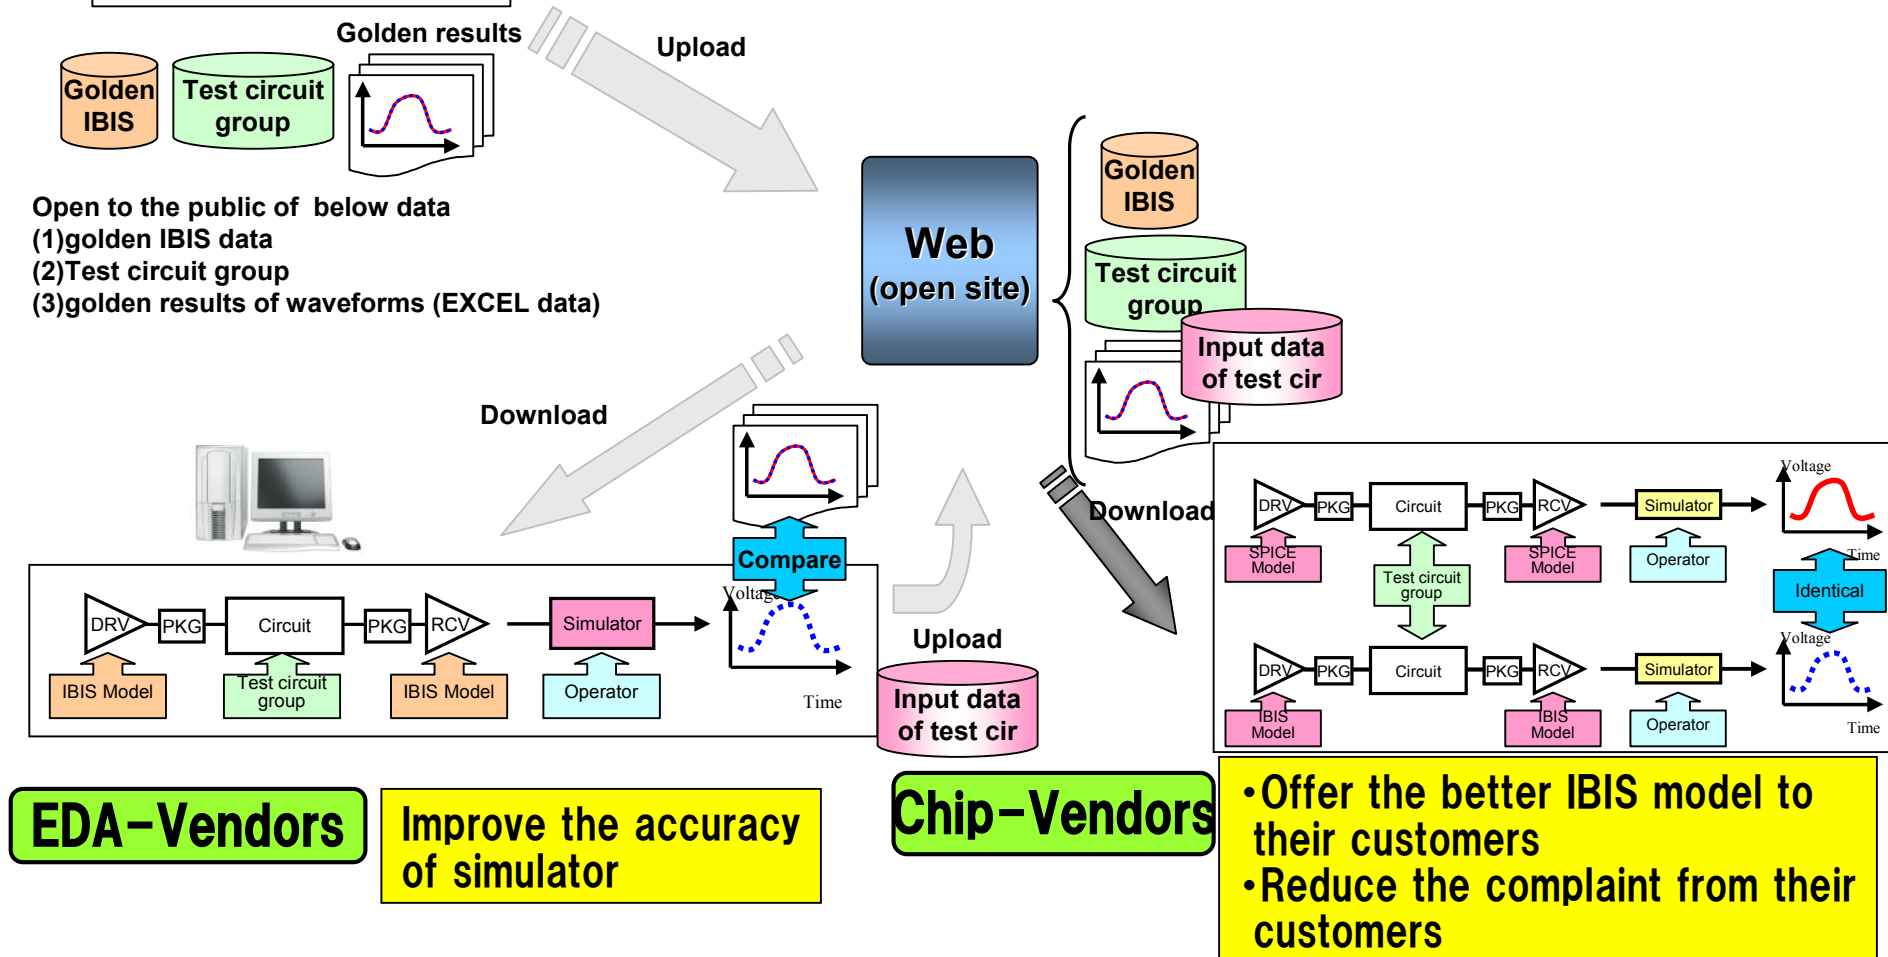 Golden results
Upload
Golden
IBIS
Test circuit
group
Open to the public of  below data
(1)golden IBIS data
(2)Test circuit group
(3)golden results of waveforms (EXCEL data)
Web
(open site)
Golden
IBIS
Test circuit
group
Input data
of test cir
Download
Download
Compare
Voltage
DRV
PKG
Circuit
PKG
RCV
Simulator
IBIS Model
Test circuit
group
IBIS Model
Operator
Time
Upload
Input data
of test cir
DRV
PKG
Circuit
PKG
RCV
Simulator
Voltage
Time
SPICE
Model
Test circuit
group
SPICE
Model
Operator
Identical
DRV
PKG
Circuit
PKG
RCV
Simulator
Voltage
Time
IBIS
Model
IBIS
Model
Operator
EDA-Vendors
Improve the accuracy
of simulator
Chip-Vendors
・Offer the better IBIS model to
their customers
・Reduce the complaint from their
customers